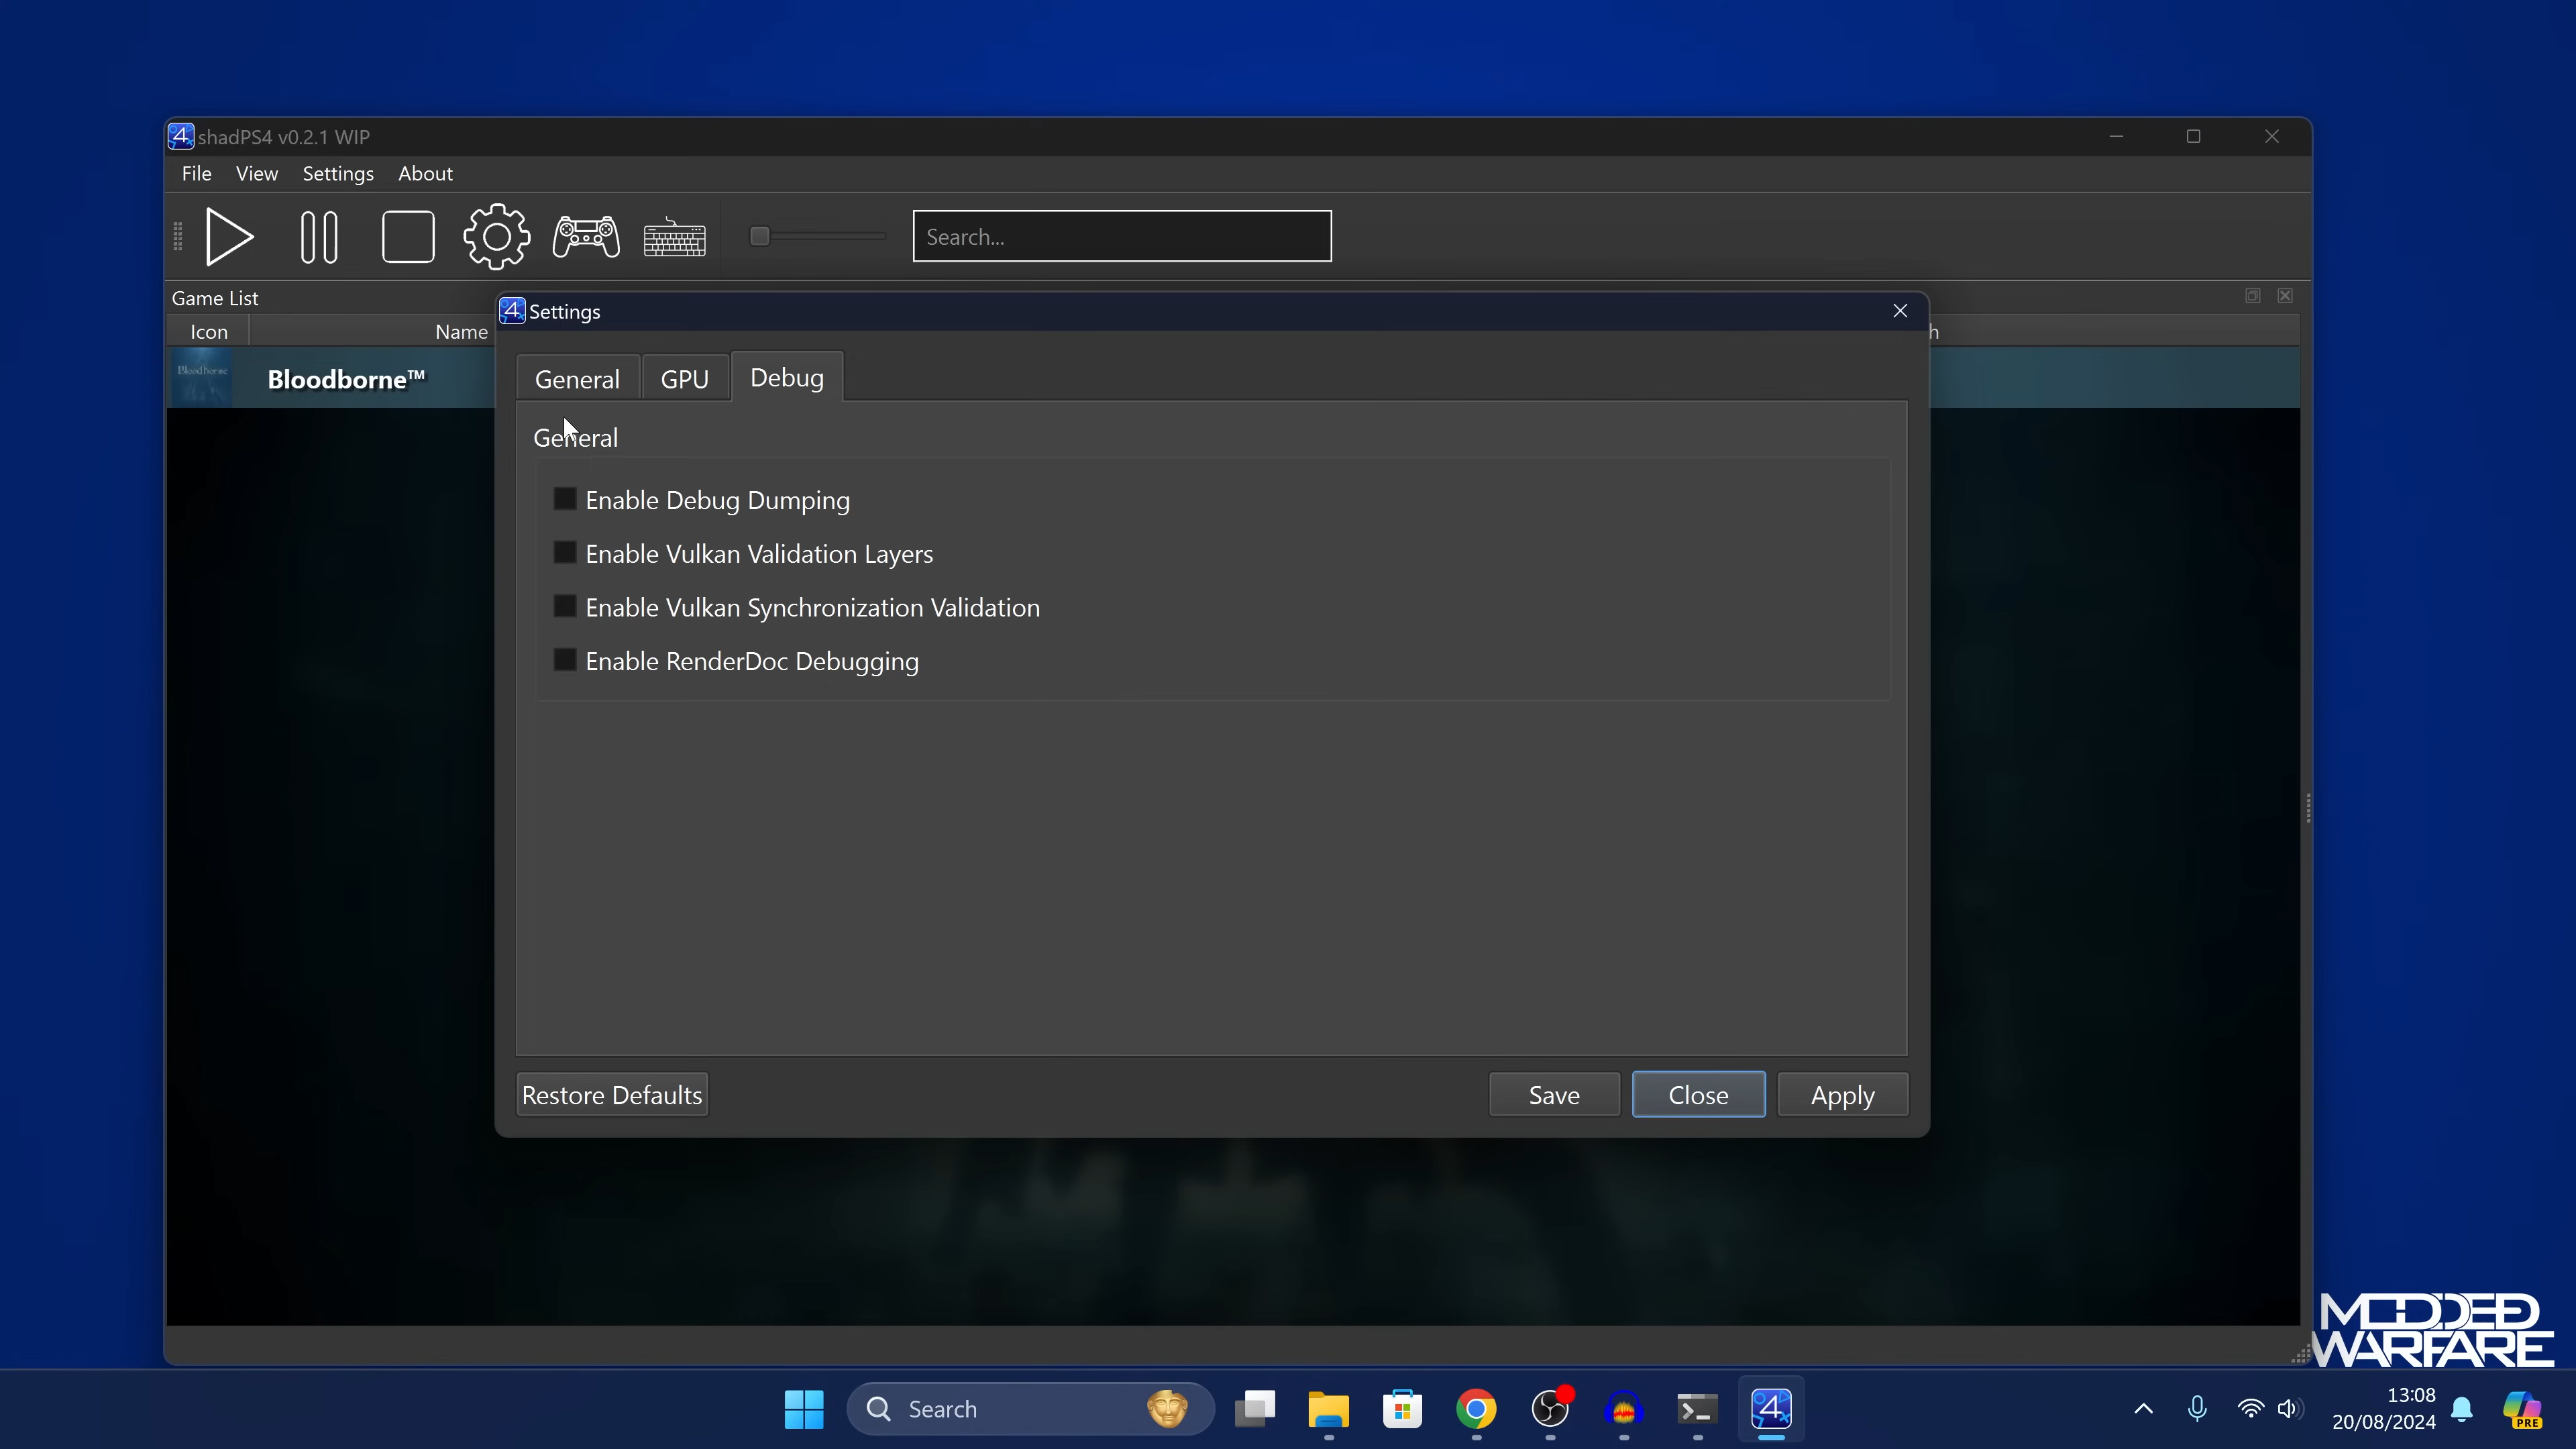 shadPS4 v0.2.1 WIP
File View Settings About
Search...
Game List
Icon Name h
Bloodborne
Bloodborne™
Settings
General GPU Debug
General
Enable Debug Dumping
Enable Vulkan Validation Layers
Enable Vulkan Synchronization Validation
Enable RenderDoc Debugging
Restore Defaults Save Close Apply
MODDED
WARFARE
Search
13:08
20/08/2024
PRE